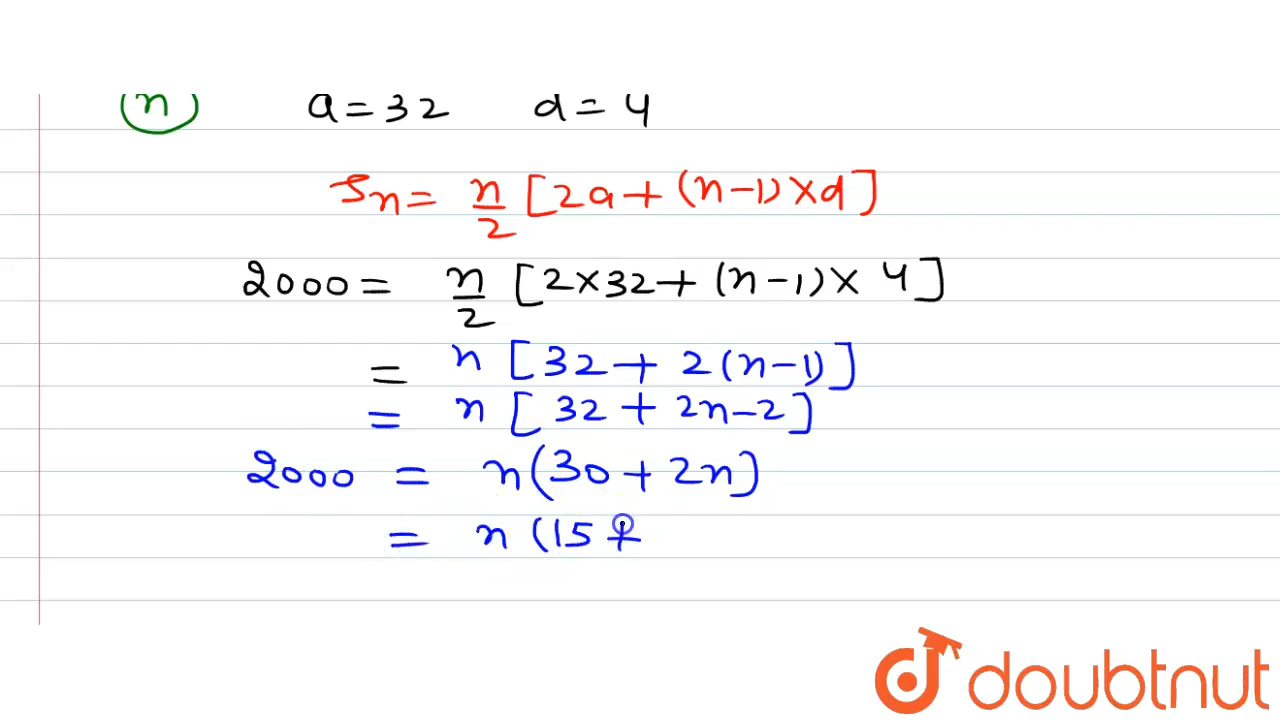 (n) a = 32 d = 4
Sn = n/2 [2a + (n-1) × d]
2000 = n/2 [2×32 + (n-1) × 4]
= n [32 + 2(n-1)]
= n [32 + 2n-2]
2000 = n(30 + 2n)
= n (15 +
doubtnut